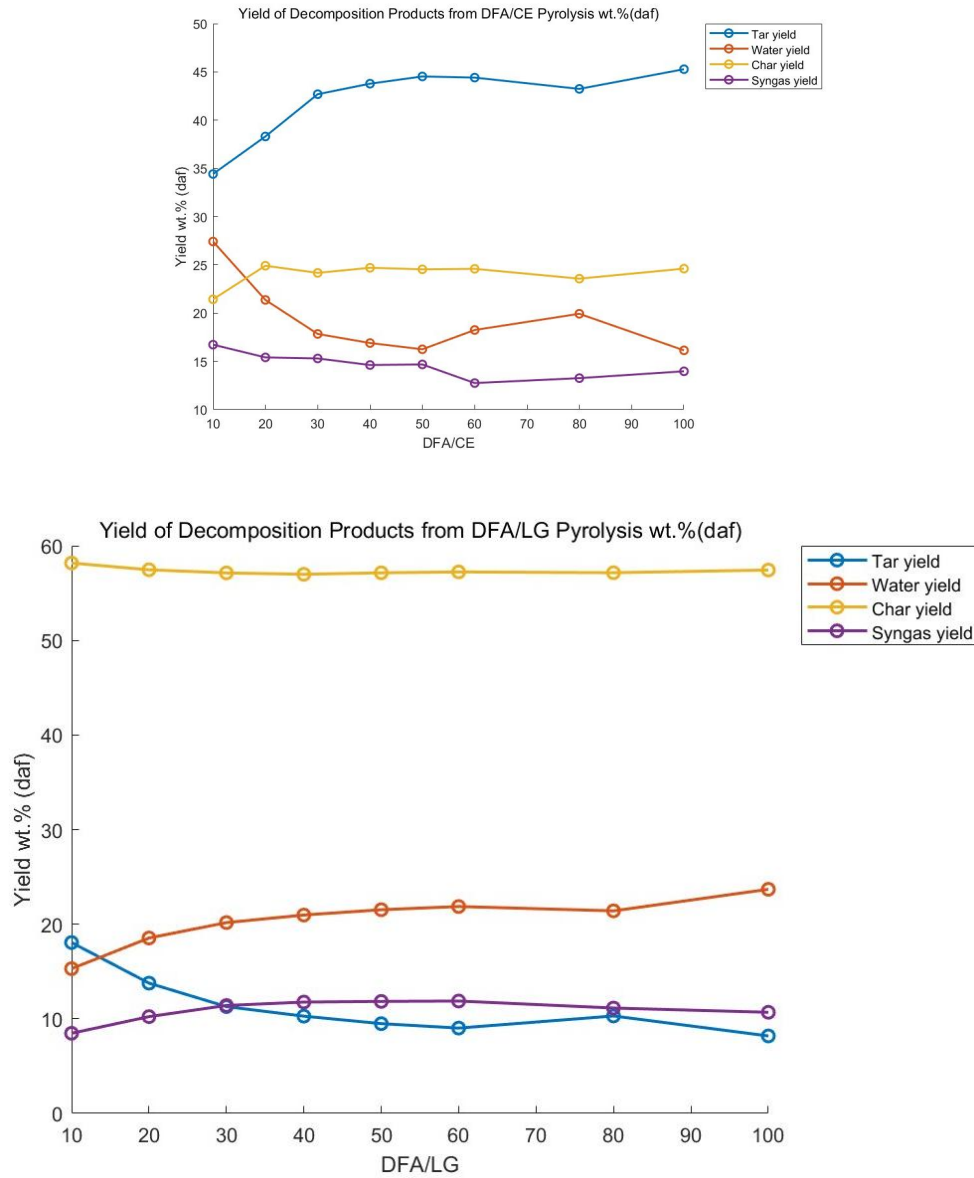 Yield of Decomposition Products from DFA/CE Pyrolysis wt.%(daf)
50
45
40
35
30
25
20
15
10
Yield wt.% (daf)
10 20 30 40 50 60 70 80 90 100
DFA/CE
Tar yield
Water yield
Char yield
Syngas yield
Yield of Decomposition Products from DFA/LG Pyrolysis wt.%(daf)
60
50
40
30
20
10
0
Yield wt.% (daf)
10 20 30 40 50 60 70 80 90 100
DFA/LG
Tar yield
Water yield
Char yield
Syngas yield